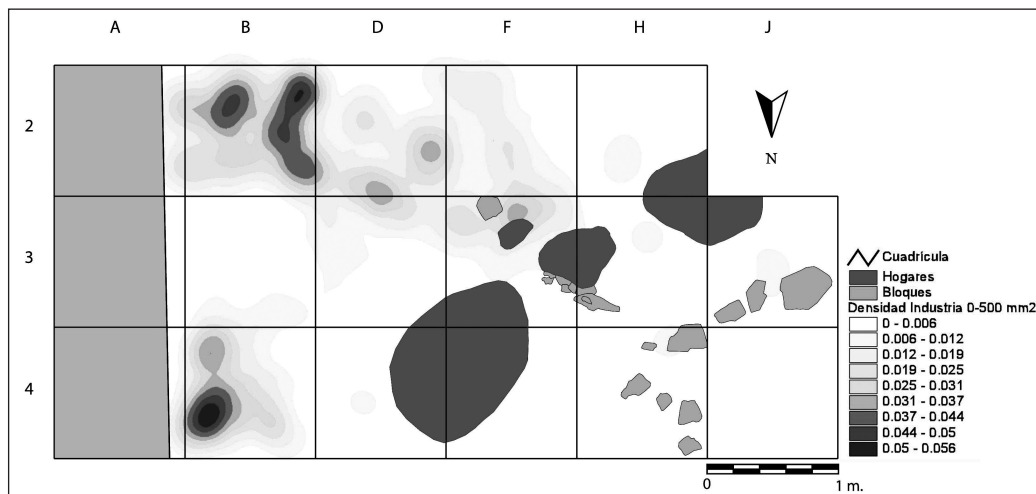 A B D F H J
2
3
4
N
Cuadrícula
Hogares
Bloques
Densidad Industria 0-500 mm2
0 - 0.006
0.006 - 0.012
0.012 - 0.019
0.019 - 0.025
0.025 - 0.031
0.031 - 0.037
0.037 - 0.044
0.044 - 0.05
0.05 - 0.056
0 1 m.